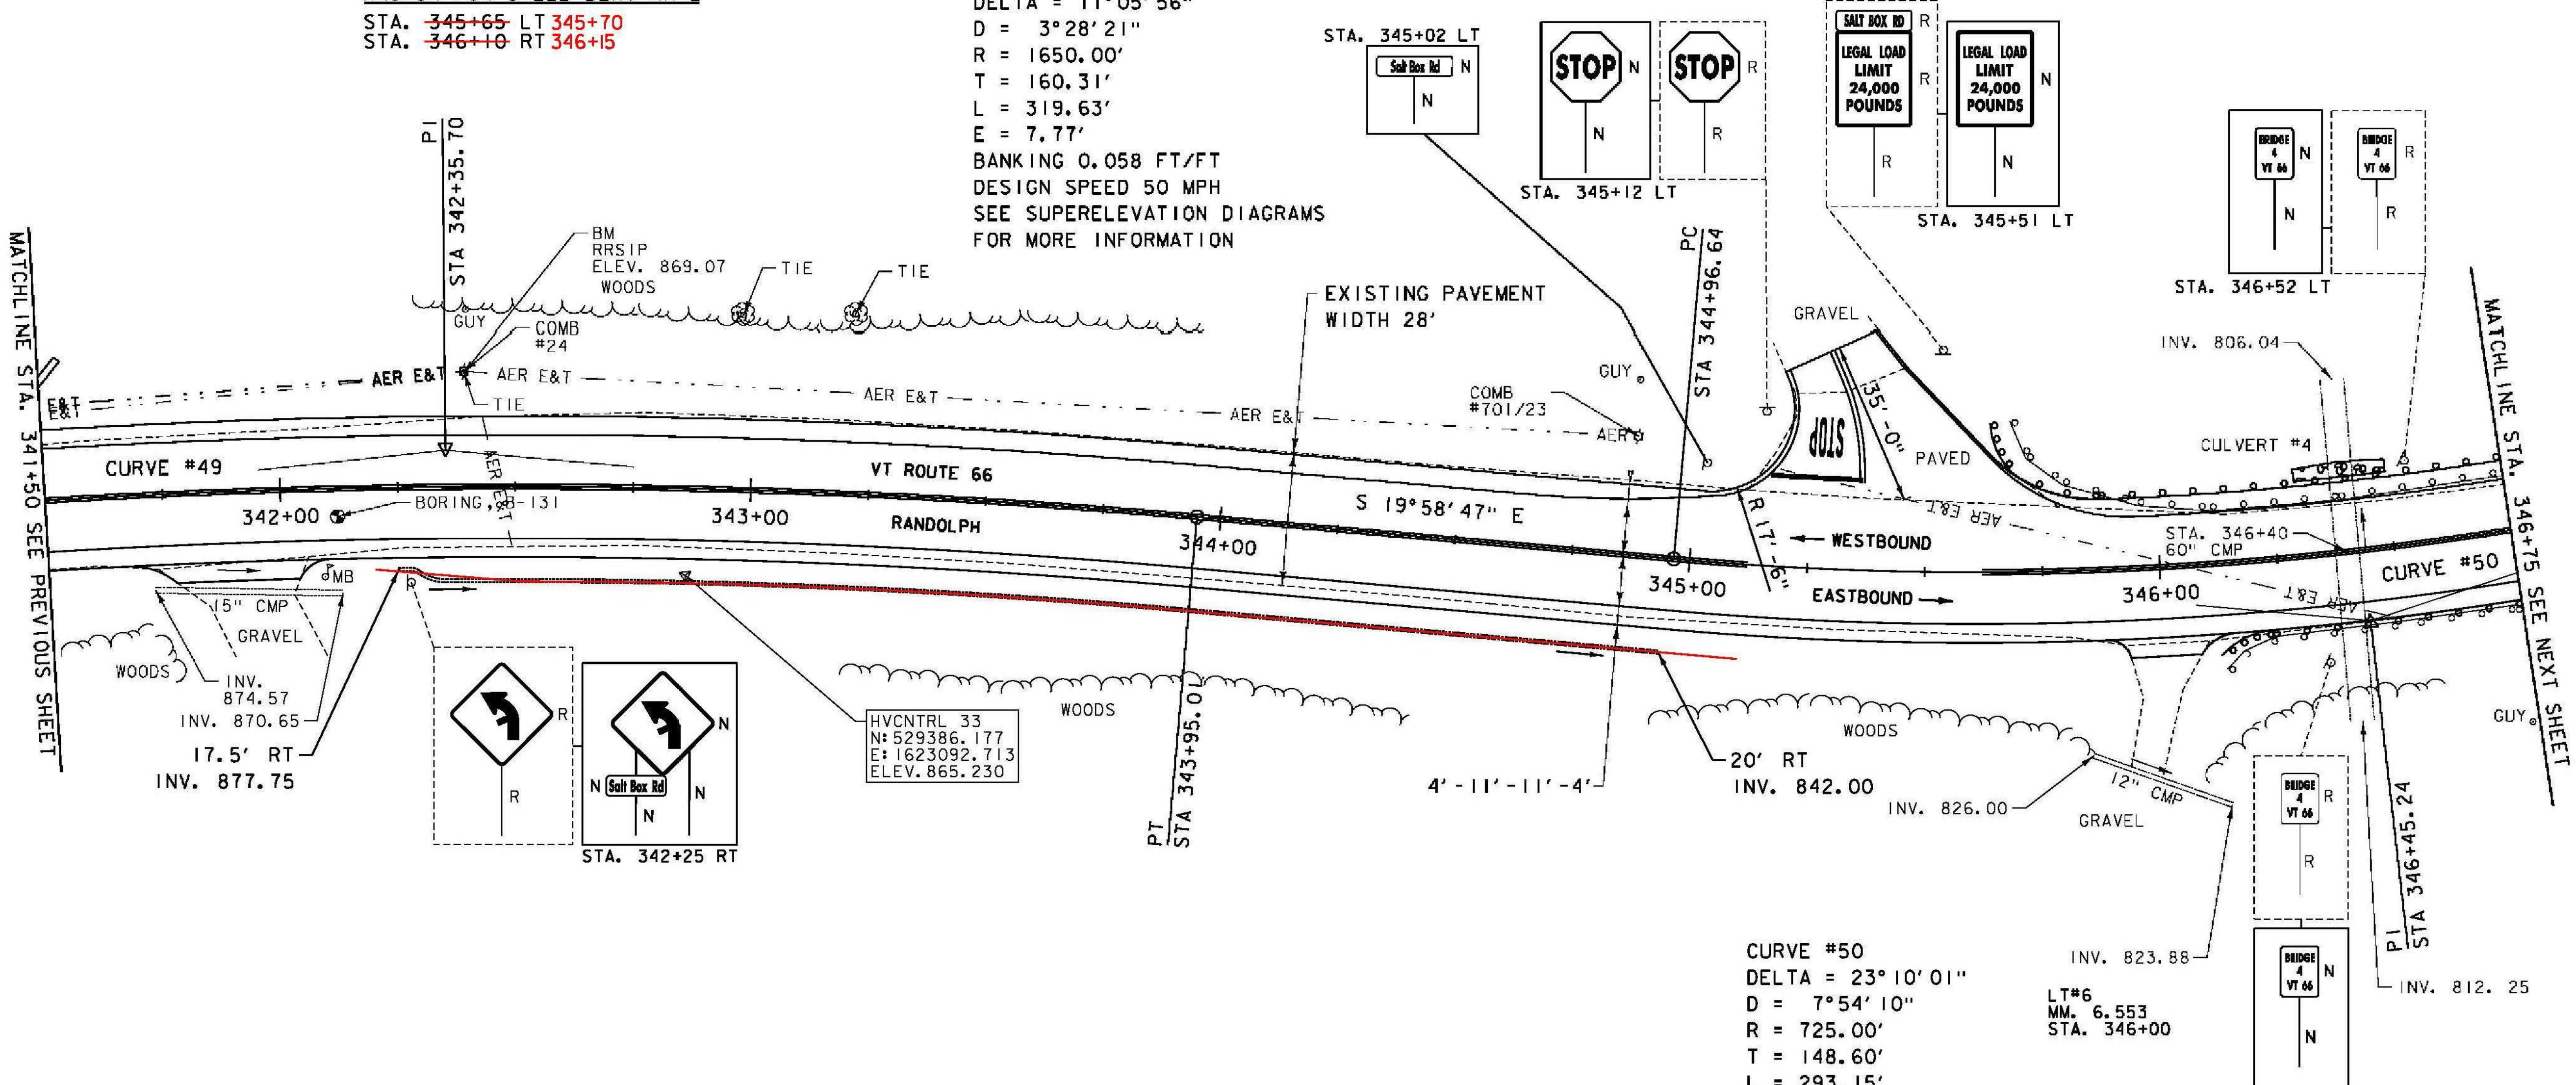 STA. 345+65 LT 345+70
STA. 346+10 RT 346+15
DELTA = 11°05'56"
D = 3°28'21"
R = 1650.00'
T = 160.31'
L = 319.63'
E = 7.77'
BANKING 0.058 FT/FT
DESIGN SPEED 50 MPH
SEE SUPERELEVATION DIAGRAMS
FOR MORE INFORMATION
STA. 345+02 LT
Salt Box Rd N
N
STOP N
N
STOP R
R
STA. 345+12 LT
SALT BOX RD R
LEGAL LOAD
LIMIT
24,000
POUNDS
R
R
LEGAL LOAD
LIMIT
24,000
POUNDS
N
N
STA. 345+51 LT
BRIDGE
4
VT 66
N
N
BRIDGE
4
VT 66
R
R
STA. 346+52 LT
MATCHLINE STA. 341+50 SEE PREVIOUS SHEET
PI
STA 342+35.70
BM
RRSIP
ELEV. 869.07
WOODS
TIE
TIE
GUY
COMB
#24
TIE
E&T
E&T
AER E&T
AER E&T
AER E&T
AER E&T
AER E&T
AER
EXISTING PAVEMENT
WIDTH 28'
GUY
COMB
#701/23
PC
STA 344+96.64
GRAVEL
STOP
35'-0"
PAVED
R 17'-6"
INV. 806.04
CULVERT #4
MATCHLINE STA. 346+75 SEE NEXT SHEET
CURVE #49
VT ROUTE 66
S 19°58'47" E
WESTBOUND
AER E&T
STA. 346+40
60" CMP
CURVE #50
342+00
BORING, B-131
343+00
RANDOLPH
344+00
345+00
EASTBOUND
346+00
AER E&T
MB
15" CMP
GRAVEL
WOODS
INV.
874.57
INV. 870.65
17.5' RT
INV. 877.75
R
R
N
N Salt Box Rd N
N
STA. 342+25 RT
HVCNTRL 33
N:529386.177
E:1623092.713
ELEV.865.230
WOODS
PT
STA 343+95.01
4'-11'-11'-4'
20' RT
INV. 842.00
WOODS
INV. 826.00
12" CMP
GRAVEL
INV. 823.88
GUY
BRIDGE
4
VT 66
R
R
BRIDGE
4
VT 66
N
N
PI
STA 346+45.24
INV. 812.25
CURVE #50
DELTA = 23°10'01"
D = 7°54'10"
R = 725.00'
T = 148.60'
L = 293.15'
LT#6
MM. 6.553
STA. 346+00